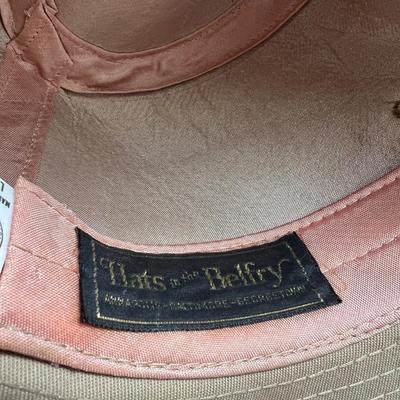 Hats in the Belfry
ANNAPOLIS-BALTIMORE-GEORGETOWN